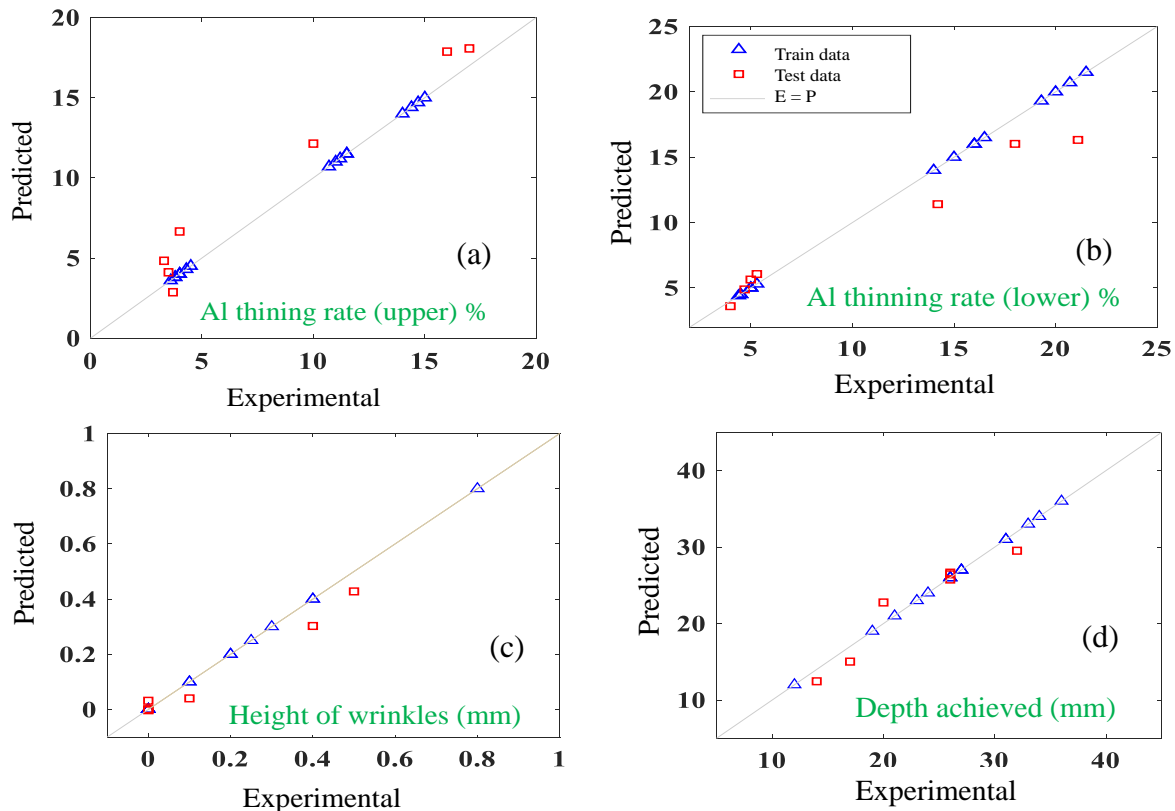 20
15
10
5
0
Predicted
(a)
Al thining rate (upper) %
0 5 10 15 20
Experimental
25
20
15
10
5
Predicted
Train data
Test data
E = P
(b)
Al thinning rate (lower) %
5 10 15 20 25
Experimental
1
0.8
0.6
0.4
0.2
0
Predicted
(c)
Height of wrinkles (mm)
0 0.2 0.4 0.6 0.8 1
Experimental
40
30
20
10
Predicted
(d)
Depth achieved (mm)
10 20 30 40
Experimental